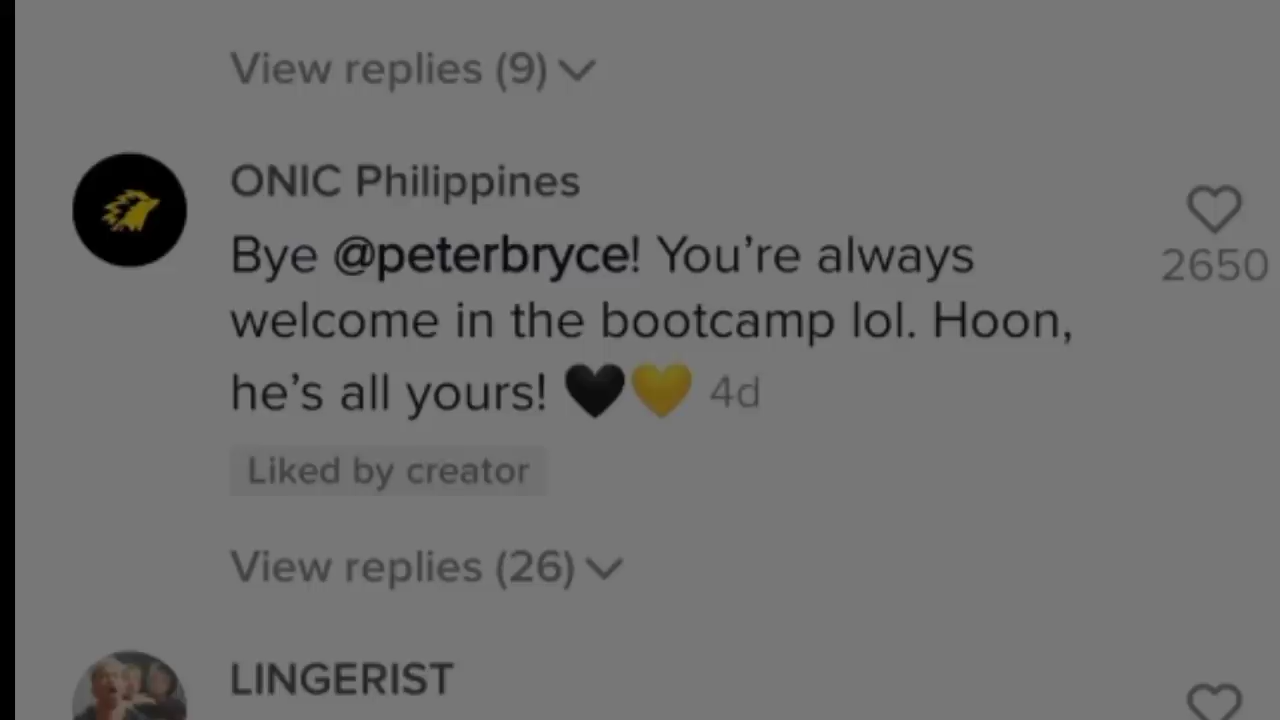 View replies (9)
ONIC Philippines
Bye @peterbryce! You're always
2650
welcome in the bootcamp lol. Hoon,
he's all yours! 🖤💛 4d
Liked by creator
View replies (26)
LINGERIST